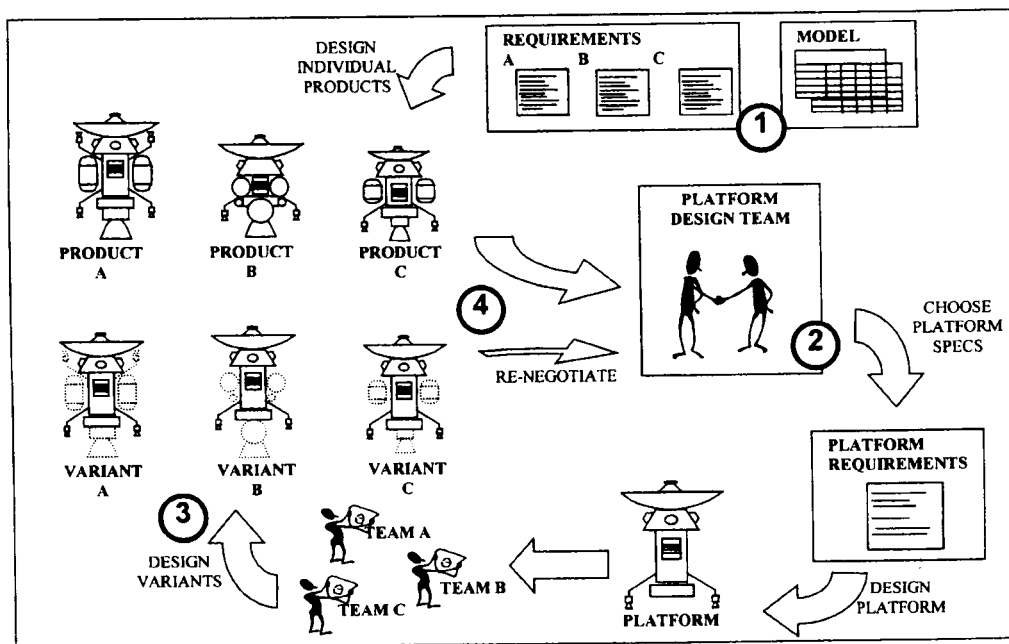 DESIGN
INDIVIDUAL
PRODUCTS
REQUIREMENTS
A B C
MODEL
1
PRODUCT
A
PRODUCT
B
PRODUCT
C
PLATFORM
DESIGN TEAM
4
2
CHOOSE
PLATFORM
SPECS
RE-NEGOTIATE
VARIANT
A
VARIANT
B
VARIANT
C
PLATFORM
REQUIREMENTS
3
DESIGN
VARIANTS
TEAM A
TEAM B
TEAM C
PLATFORM
DESIGN
PLATFORM